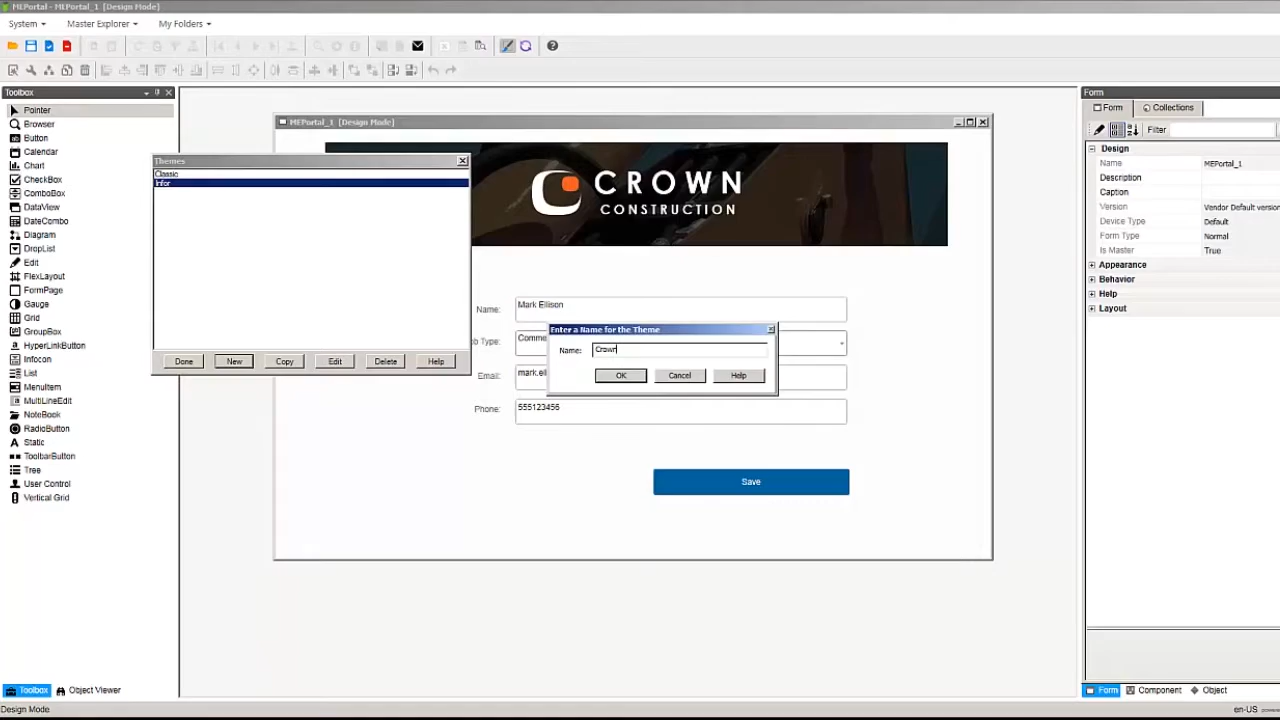 MEPortal - MEPortal_1 [Design Mode]
System Master Explorer My Folders
Toolbox
Pointer
Browser
Button
Calendar
Chart
CheckBox
ComboBox
DataView
DateCombo
Diagram
DropList
Edit
FlexLayout
FormPage
Gauge
Grid
GroupBox
HyperLinkButton
Infocon
List
MenuItem
MultiLineEdit
NoteBook
RadioButton
Static
ToolbarButton
Tree
User Control
Vertical Grid
Toolbox Object Viewer
Design Mode.
Themes
Classic
Infor
Done New Copy Edit Delete Help
MEPortal_1 [Design Mode]
CROWN
CONSTRUCTION
Name: Mark Ellison
b Type: Comme
Email: mark.ell
Phone: 555123456
Save
Enter a Name for the Theme
Name: Crown
OK Cancel Help
Form
Form Collections
Filter
Design
Name MEPortal_1
Description
Caption
Version Vendor Default version
Device Type Default
Form Type Normal
Is Master True
Appearance
Behavior
Help
Layout
Form Component Object
en-US